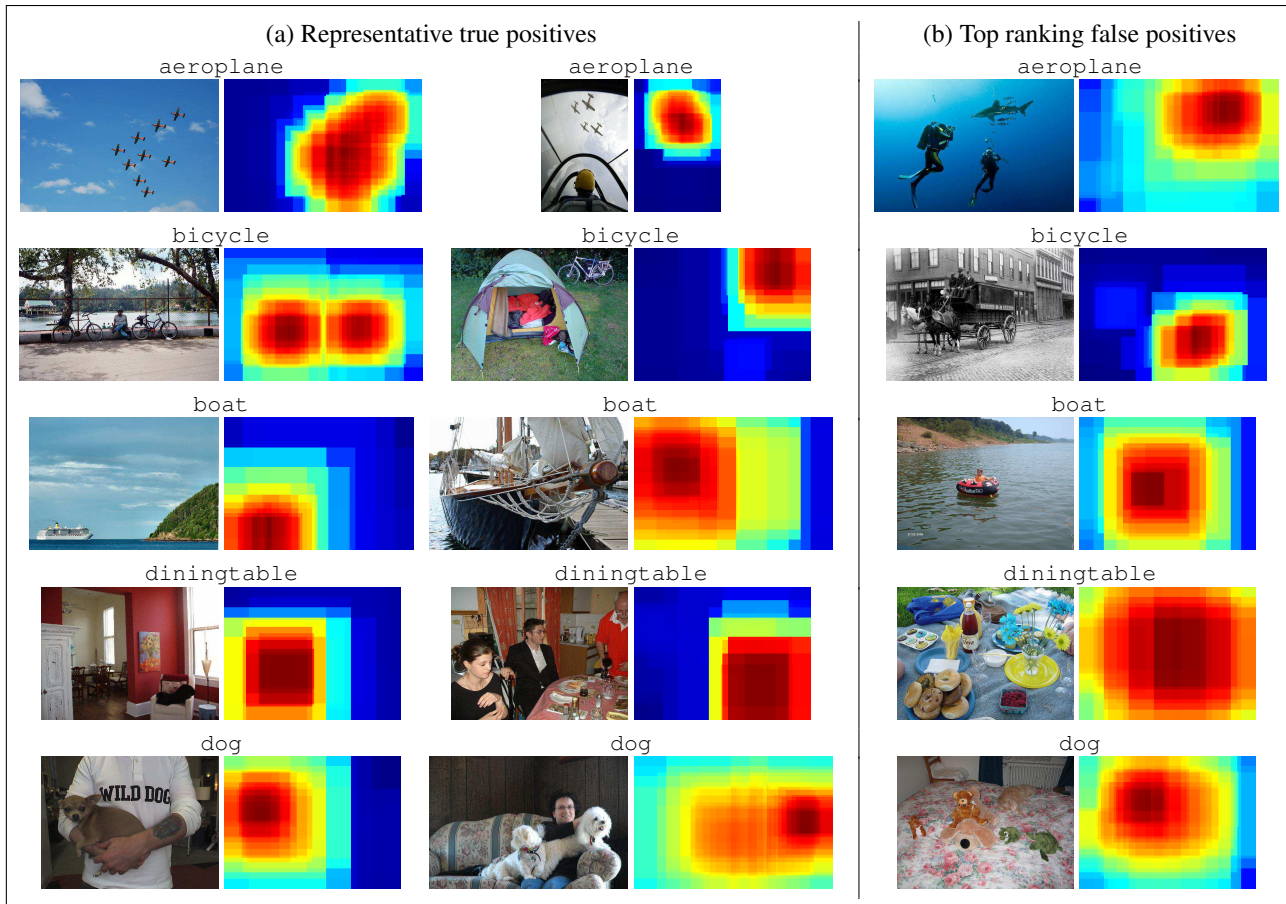 (a) Representative true positives
(b) Top ranking false positives
aeroplane
aeroplane
aeroplane
bicycle
bicycle
bicycle
boat
boat
boat
diningtable
diningtable
diningtable
dog
dog
dog
WILD DOG